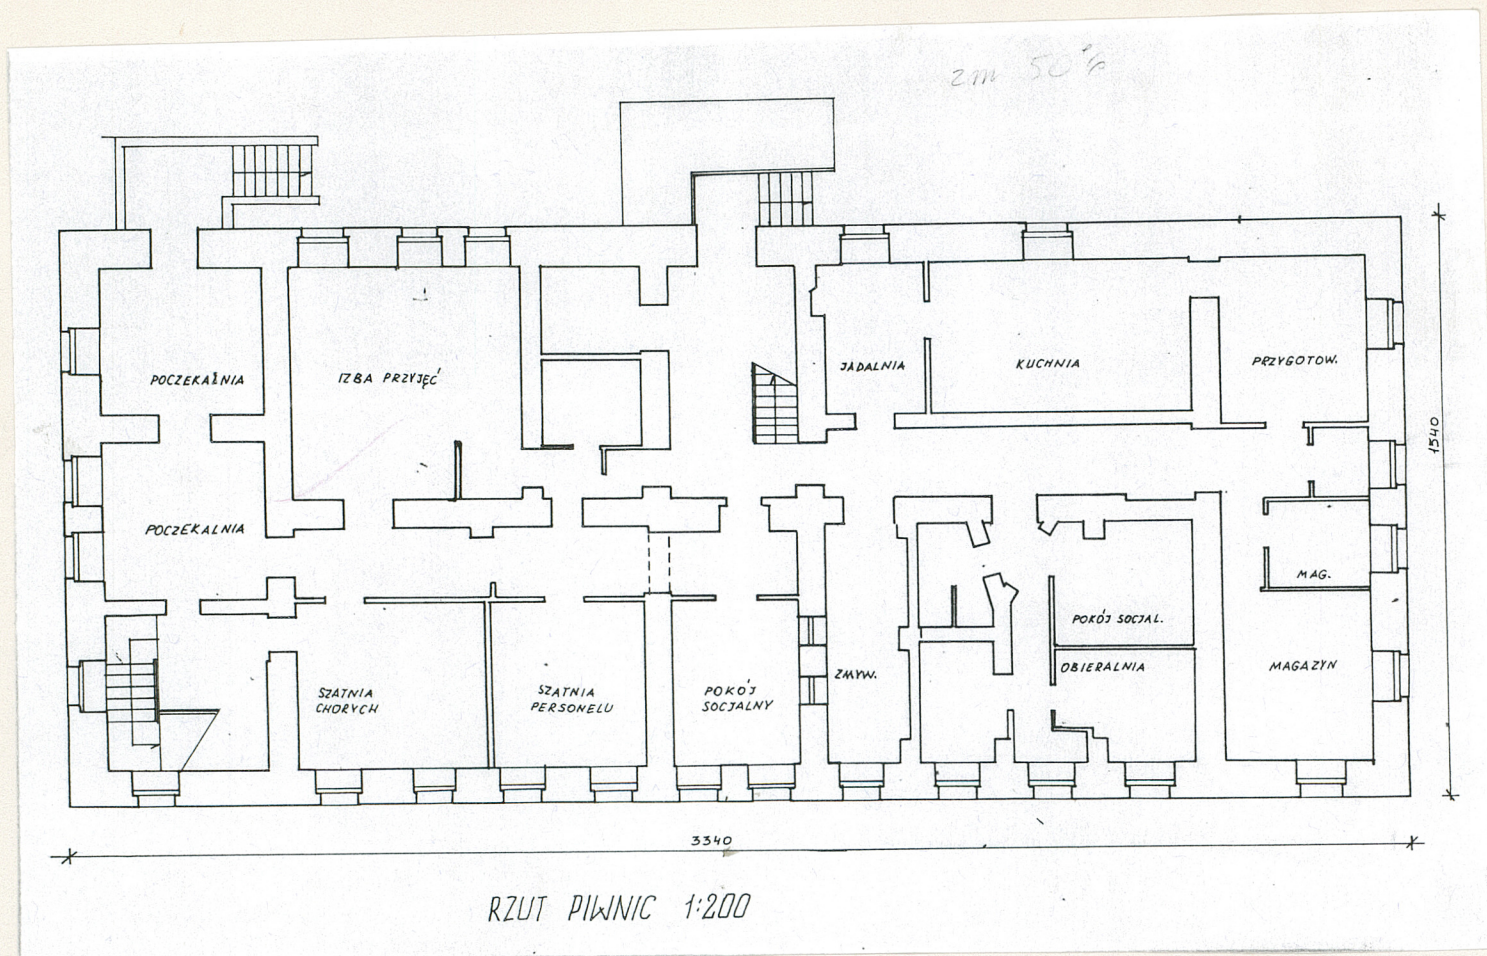 zm 50%
POCZEKALNIA
IZBA PRZYJĘĆ
JADALNIA
KUCHNIA
PRZYGOTOW.
1540
POCZEKALNIA
MAG.
POKÓJ SOCJAL.
OBIERALNIA
MAGAZYN
ZMYW.
SZATNIA
CHORYCH
SZATNIA
PERSONELU
POKÓJ
SOCJALNY
3340
RZUT PIWNIC 1:200